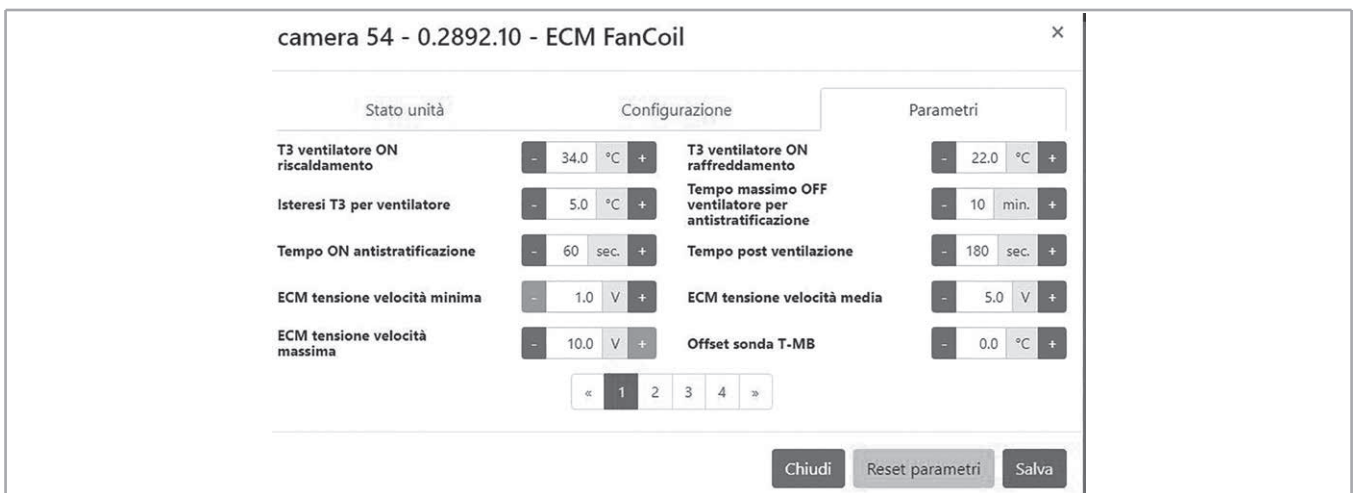 camera 54 - 0.2892.10 - ECM FanCoil ×
Stato unità Configurazione Parametri
T3 ventilatore ON
riscaldamento
- 34.0 °C +
T3 ventilatore ON
raffreddamento
- 22.0 °C +
Isteresi T3 per ventilatore
- 5.0 °C +
Tempo massimo OFF
ventilatore per
antistratificazione
- 10 min. +
Tempo ON antistratificazione
- 60 sec. +
Tempo post ventilazione
- 180 sec. +
ECM tensione velocità minima
- 1.0 V +
ECM tensione velocità media
- 5.0 V +
ECM tensione velocità
massima
- 10.0 V +
Offset sonda T-MB
- 0.0 °C +
« 1 2 3 4 »
Chiudi Reset parametri Salva